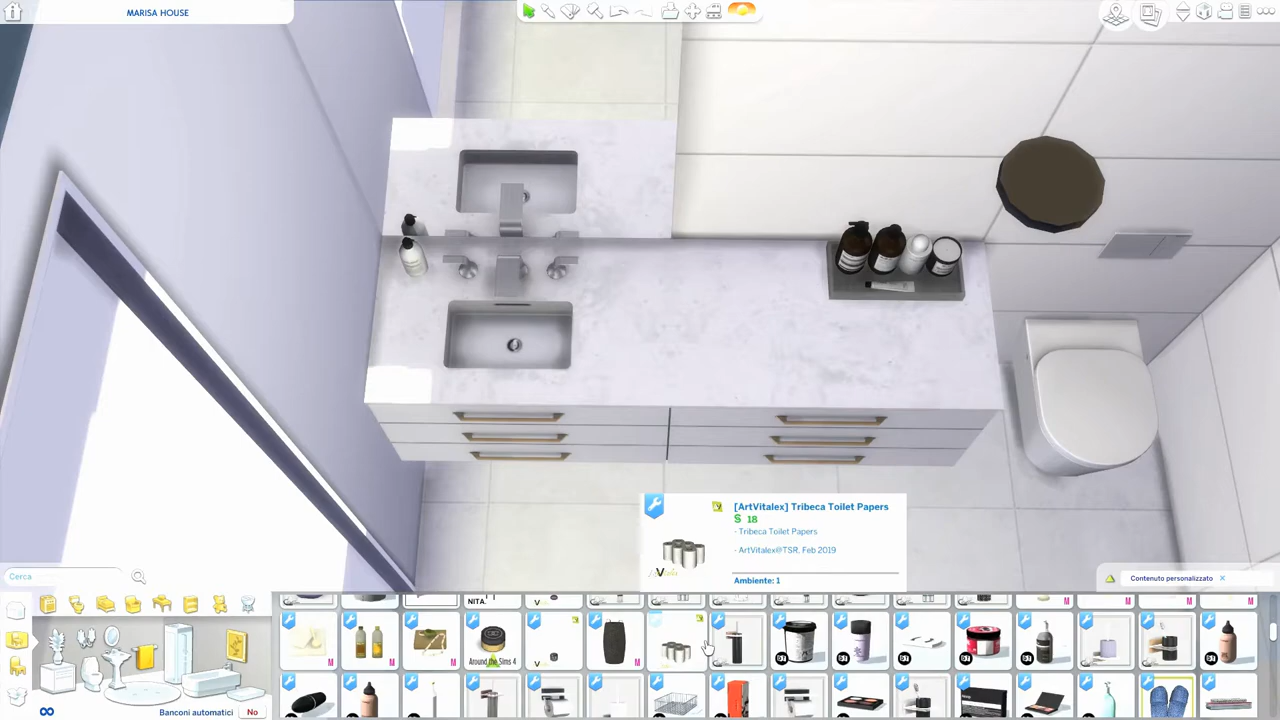 MARISA HOUSE
[ArtVitalex] Tribeca Toilet Papers
$ 18
- Tribeca Toilet Papers
- ArtVitalex@TSR, Feb 2019
Ambiente: 1
Cerca
Contenuto personalizzato
NITA.
Around the Sims 4
Banconi automatici No